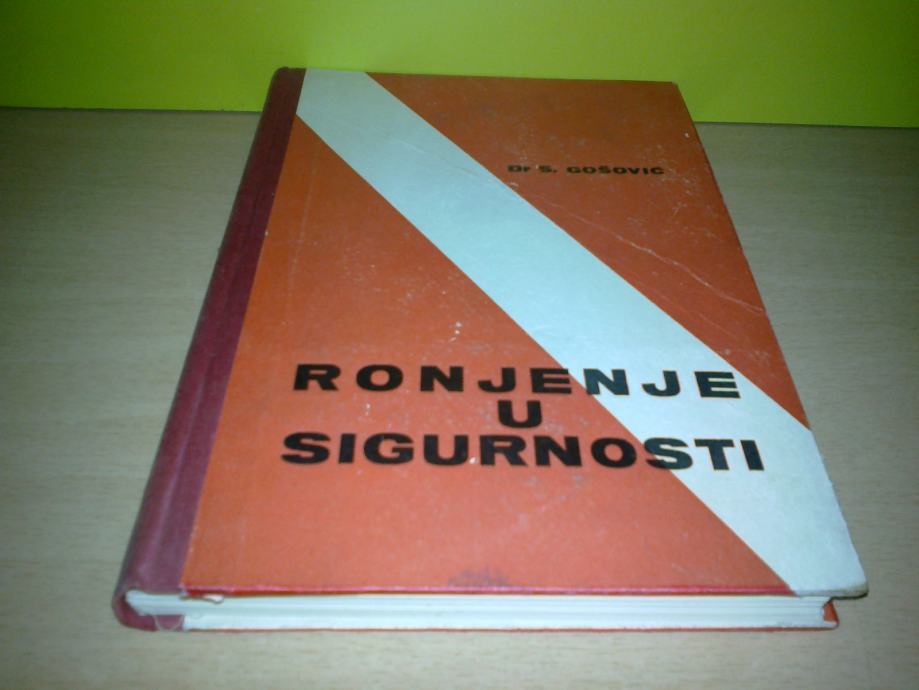 Dr S. GOŠOVIĆ
RONJENJE
U
SIGURNOSTI